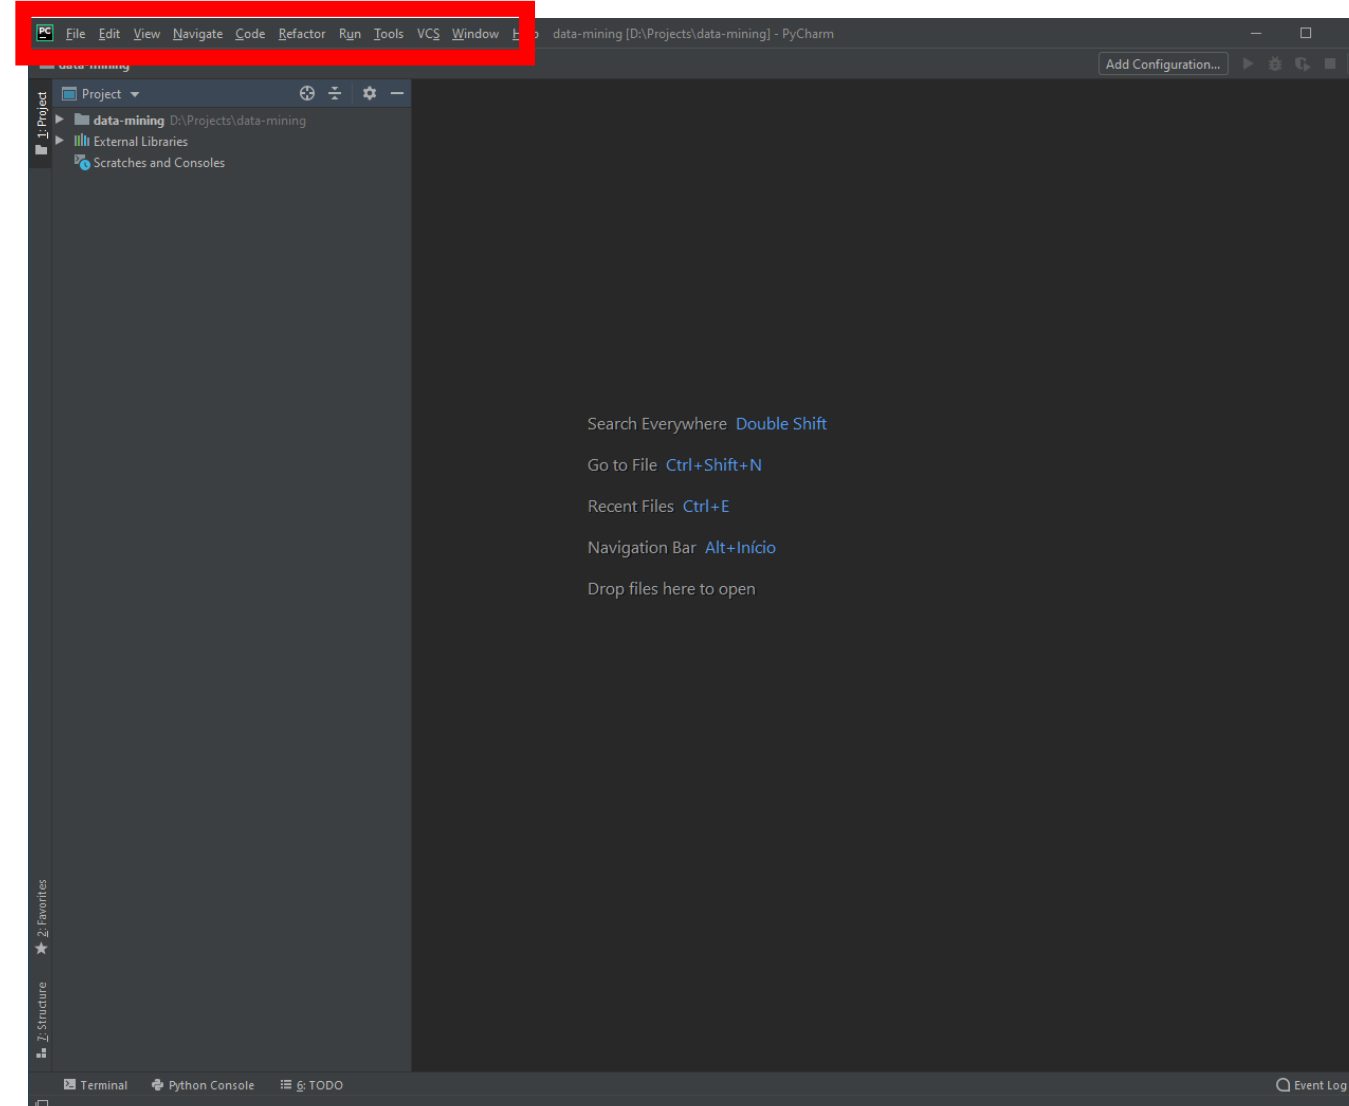 PC File Edit View Navigate Code Refactor Run Tools VCS Window data-mining [D:\Projects\data-mining] - PyCharm
data-mining Add Configuration...
1: Project
Project
data-mining D:\Projects\data-mining
External Libraries
Scratches and Consoles
Search Everywhere Double Shift
Go to File Ctrl+Shift+N
Recent Files Ctrl+E
Navigation Bar Alt+Início
Drop files here to open
2: Favorites
7: Structure
Terminal Python Console 6: TODO Event Log